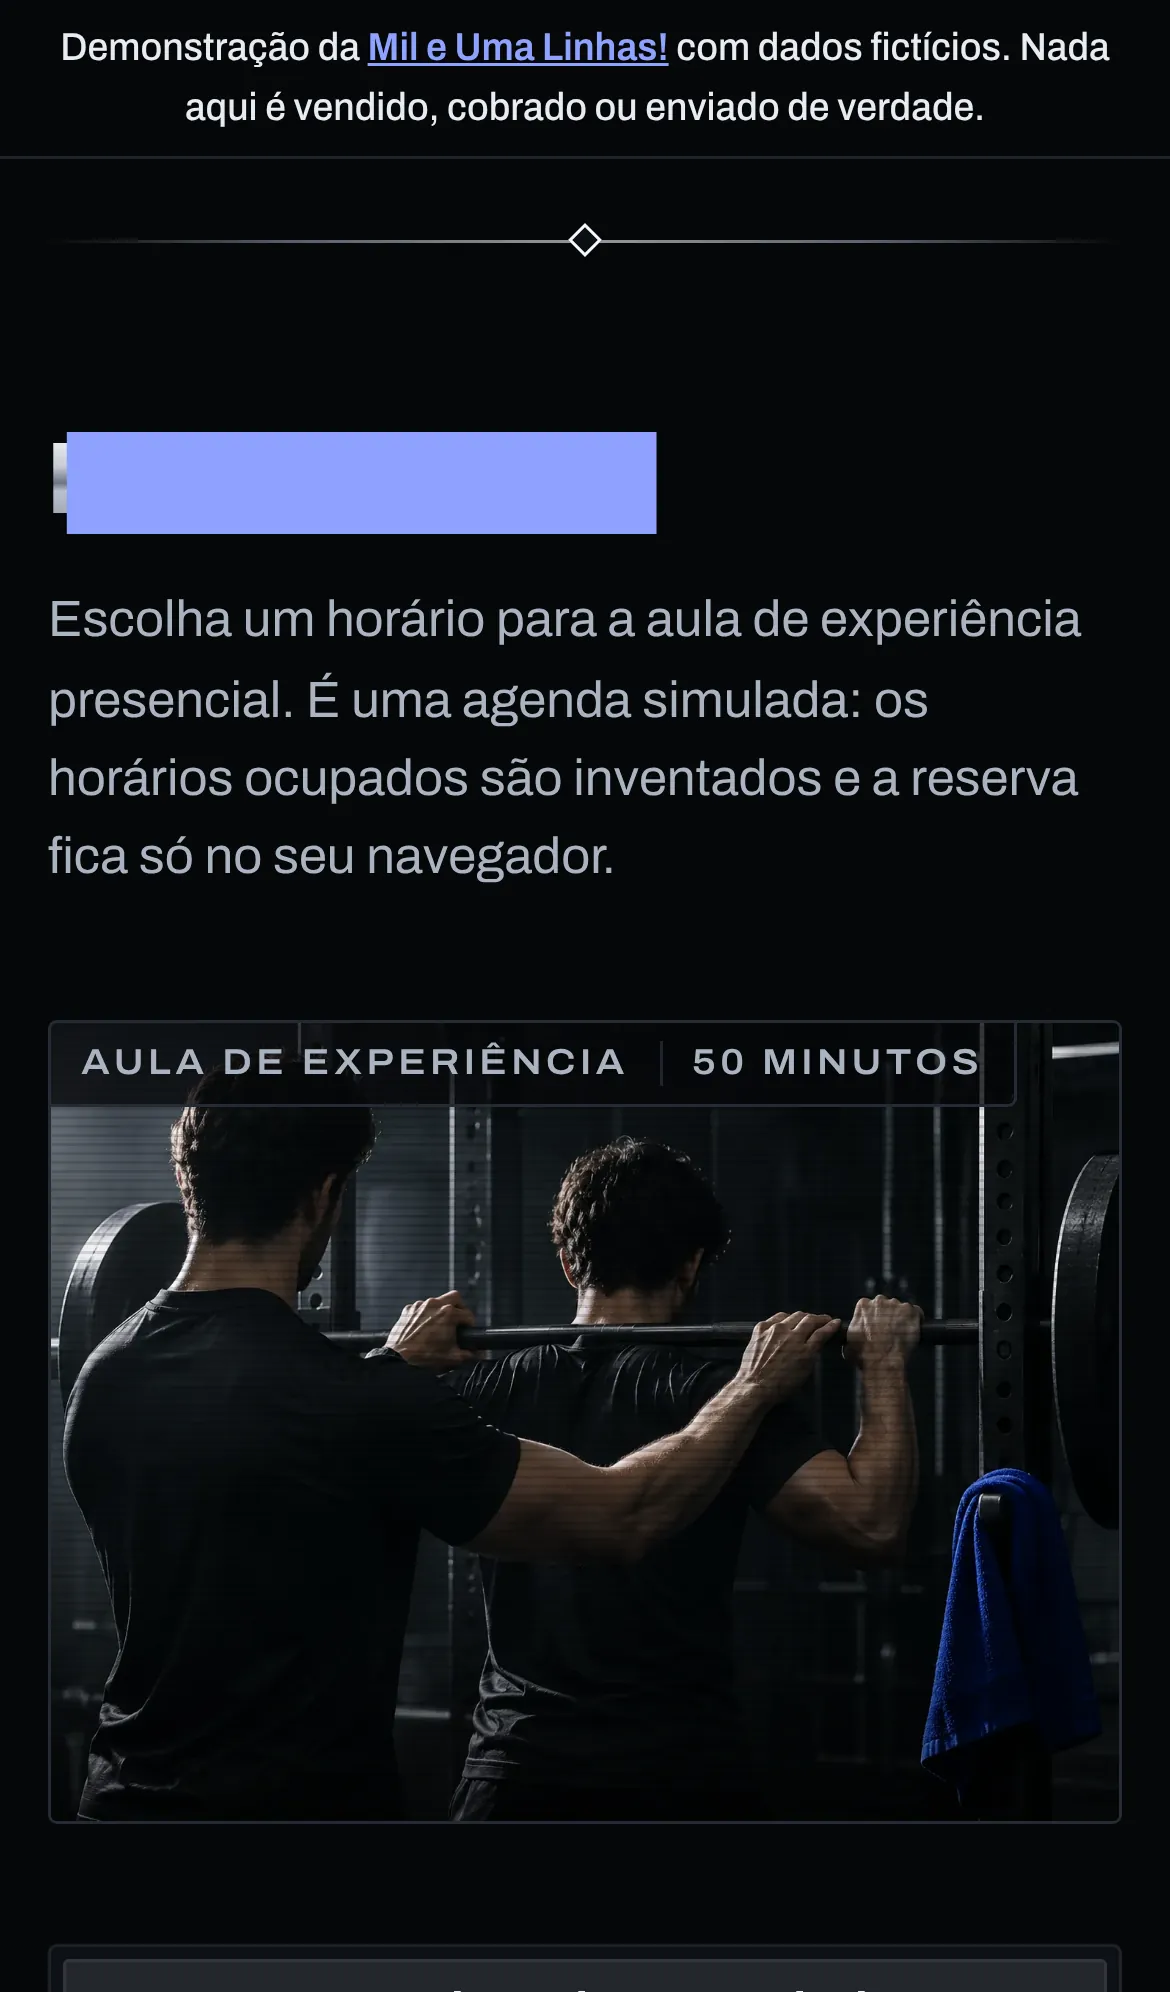 Demonstração da Mil e Uma Linhas! com dados fictícios. Nada
aqui é vendido, cobrado ou enviado de verdade.
Escolha um horário para a aula de experiência
presencial. É uma agenda simulada: os
horários ocupados são inventados e a reserva
fica só no seu navegador.
AULA DE EXPERIÊNCIA | 50 MINUTOS